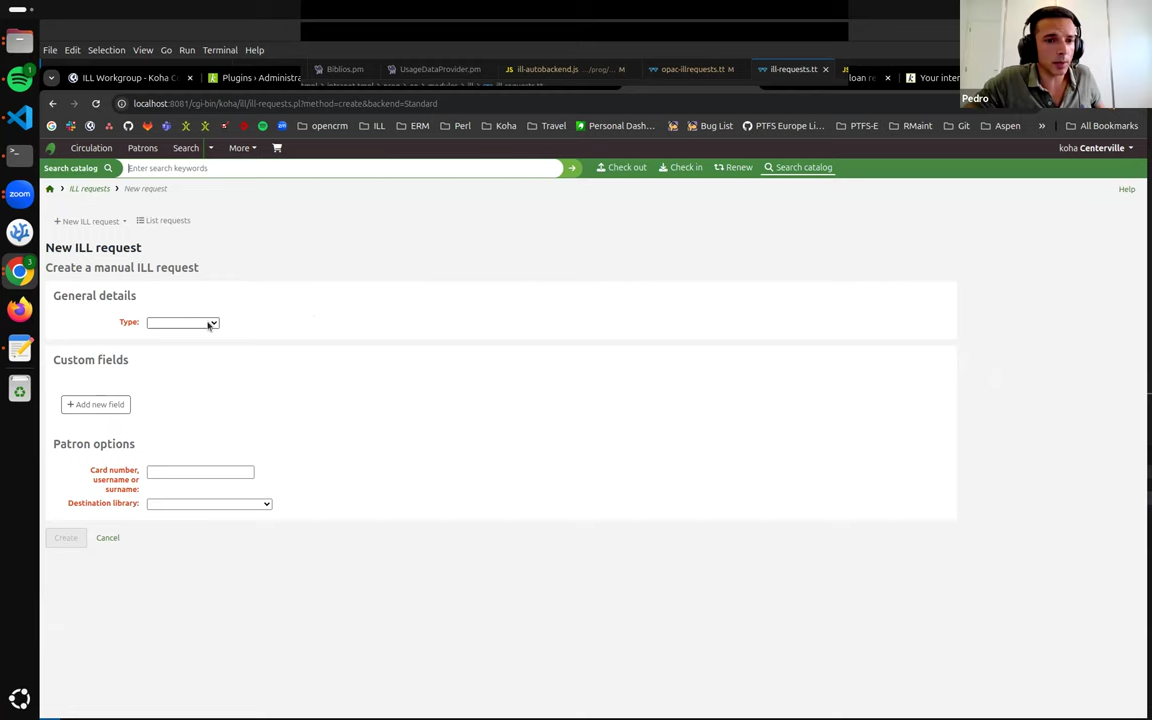 File Edit Selection View Go Run Terminal Help
Biblios.pm UsageDataProvider.pm ill-autobackend.js .../prog/... M opac-illrequests.tt M ill-requests.tt
ILL Workgroup - Koha C Plugins › Administra loan re Your intern
Pedro
localhost:8081/cgi-bin/koha/ill/ill-requests.pl?method=create&backend=Standard
opencrm ILL ERM Perl Koha Travel Personal Dash... Bug List PTFS Europe Li... PTFS-E RMaint Git Aspen » All Bookmarks
Circulation Patrons Search More koha Centerville
Search catalog Enter search keywords Check out Check in Renew Search catalog
ILL requests New request Help
+ New ILL request List requests
New ILL request
Create a manual ILL request
General details
Type:
Custom fields
+ Add new field
Patron options
Card number,
username or
surname:
Destination library:
Create Cancel
zoom